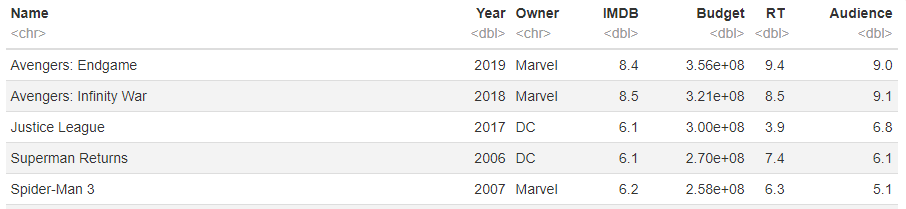 Name Year Owner IMDB Budget RT Audience
<chr> <dbl> <chr> <dbl> <dbl> <dbl> <dbl>
Avengers: Endgame 2019 Marvel 8.4 3.56e+08 9.4 9.0
Avengers: Infinity War 2018 Marvel 8.5 3.21e+08 8.5 9.1
Justice League 2017 DC 6.1 3.00e+08 3.9 6.8
Superman Returns 2006 DC 6.1 2.70e+08 7.4 6.1
Spider-Man 3 2007 Marvel 6.2 2.58e+08 6.3 5.1